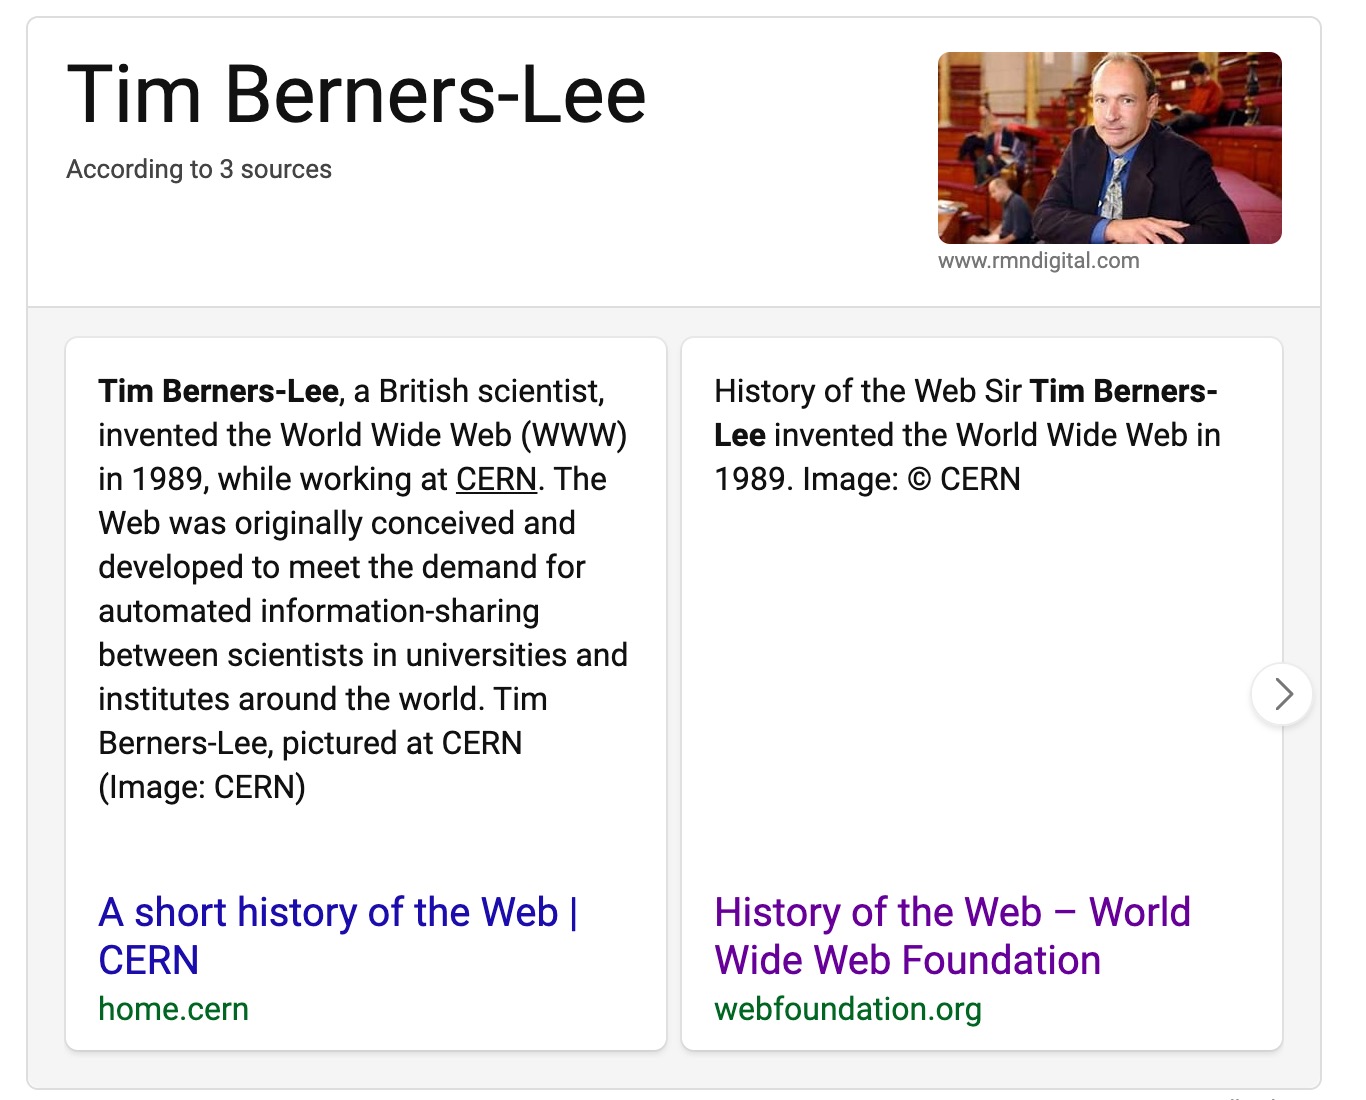 Tim Berners-Lee
According to 3 sources
www.rmndigital.com
Tim Berners-Lee, a British scientist,
invented the World Wide Web (WWW)
in 1989, while working at CERN. The
Web was originally conceived and
developed to meet the demand for
automated information-sharing
between scientists in universities and
institutes around the world. Tim
Berners-Lee, pictured at CERN
(Image: CERN)
A short history of the Web |
CERN
home.cern
History of the Web Sir Tim Berners-
Lee invented the World Wide Web in
1989. Image: © CERN
History of the Web – World
Wide Web Foundation
webfoundation.org